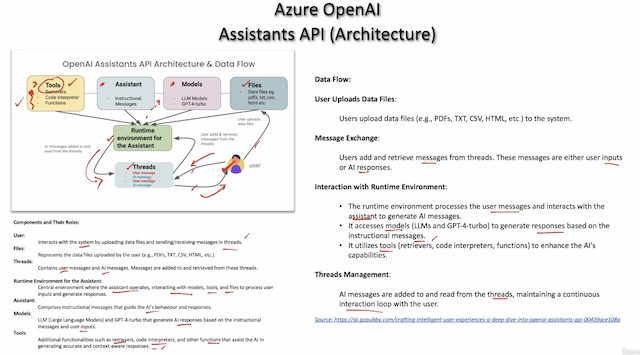 Azure OpenAI
Assistants API (Architecture)
OpenAI Assistants API Architecture & Data Flow
Tools
Retrievers
Code Interpreter
Functions
Assistant
Instructional
Messages
Models
LLM Models
GPT-4-turbo
Files
Data files eg
pdfs, txt, csv,
html etc
Runtime
environment for
the Assistant
AI messages added to and
read from the threads
User adds & retrieves
messages from threads
User uploads
data files
Threads
User message
AI message
User message
AI message
USER
Components and Their Roles:
User:
Interacts with the system by uploading data files and sending/receiving messages in threads.
Files:
Represents the data files uploaded by the user (e.g., PDFs, TXT, CSV, HTML, etc.).
Threads:
Contains user messages and AI messages. Messages are added to and retrieved from these threads.
Runtime Environment for the Assistant:
Central environment where the assistant operates, interacting with models, tools, and files to process user
inputs and generate responses.
Assistant:
Comprises instructional messages that guide the AI's behaviour and responses.
Models:
LLM (Large Language Models) and GPT-4-turbo that generate AI responses based on the instructional
messages and user inputs.
Tools:
Additional functionalities such as retrievers, code interpreters, and other functions that assist the AI in
generating accurate and context-aware responses.
Data Flow:
User Uploads Data Files:
Users upload data files (e.g., PDFs, TXT, CSV, HTML, etc.) to the system.
Message Exchange:
Users add and retrieve messages from threads. These messages are either user inputs
or AI responses.
Interaction with Runtime Environment:
• The runtime environment processes the user messages and interacts with the
assistant to generate AI messages.
• It accesses models (LLMs and GPT-4-turbo) to generate responses based on the
instructional messages.
• It utilizes tools (retrievers, code interpreters, functions) to enhance the AI's
capabilities.
Threads Management:
AI messages are added to and read from the threads, maintaining a continuous
interaction loop with the user.
Source: https://ai.gopubby.com/crafting-intelligent-user-experiences-a-deep-dive-into-openai-assistants-api-00439ace108a